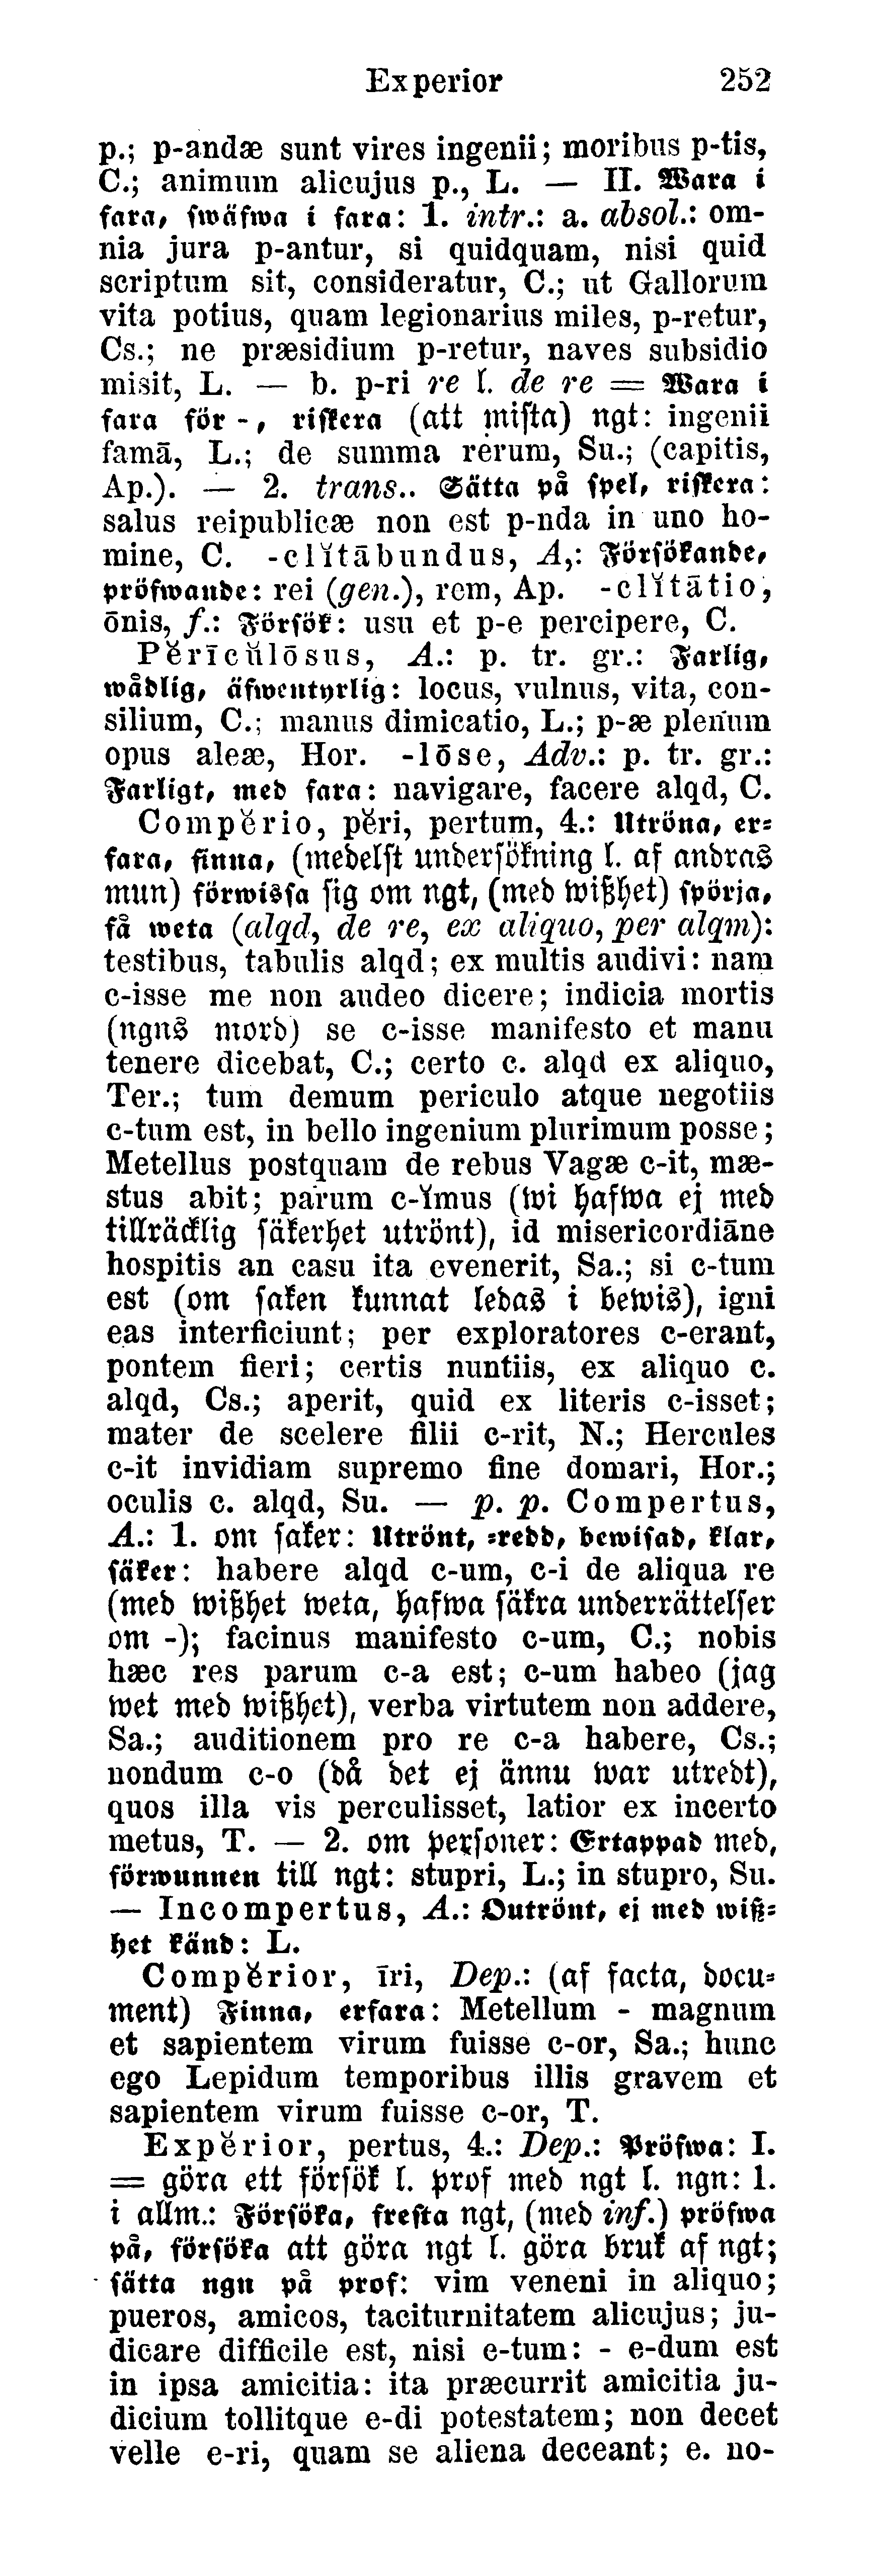 Experior 252
p.; p-andæ sunt vires ingenii; moribus p-tis,
C.; animum alicujus p., L. — II. Wara i
fara, swäfwa i fara: 1. intr.: a. absol.: om-
nia jura p-antur, si quidquam, nisi quid
scriptum sit, consideratur, C.; ut Gallorum
vita potius, quam legionarius miles, p-retur,
Cs.; ne præsidium p-retur, naves subsidio
misit, L. — b. p-ri re l. de re = Wara i
fara för -, riskera (att mista) ngt: ingenii
famā, L.; de summa rerum, Su.; (capitis,
Ap.). — 2. trans.. Sätta på spel, riskera:
salus reipublicæ non est p-nda in uno ho-
mine, C. -clĭtābundus, A,: Försökande,
pröfwande: rei (gen.), rem, Ap. -clĭtātio,
ōnis, f.: Försök: usu et p-e percipere, C.
Pĕrīcŭlōsus, A.: p. tr. gr.: Farlig,
wådlig, äfwentyrlig: locus, vulnus, vita, con-
silium, C.; manus dimicatio, L.; p-æ plenum
opus aleæ, Hor. -lōse, Adv.: p. tr. gr.:
Farligt, med fara: navigare, facere alqd, C.
Compĕrio, pĕri, pertum, 4.: Utröna, er-
fara, finna, (medelst undersökning l. af andras
mun) förwissa sig om ngt, (med wißhet) spörja,
få weta (alqd, de re, ex aliquo, per alqm):
testibus, tabulis alqd; ex multis audivi: nam
c-isse me non audeo dicere; indicia mortis
(ngns mord) se c-isse manifesto et manu
tenere dicebat, C.; certo c. alqd ex aliquo,
Ter.; tum demum periculo atque negotiis
c-tum est, in bello ingenium plurimum posse;
Metellus postquam de rebus Vagæ c-it, mæ-
stus abit; parum c-ĭmus (wi hafwa ej med
tillräcklig säkerhet utrönt), id misericordiāne
hospitis an casu ita evenerit, Sa.; si c-tum
est (om saken kunnat ledas i bewis), igni
eas interficiunt; per exploratores c-erant,
pontem fieri; certis nuntiis, ex aliquo c.
alqd, Cs.; aperit, quid ex literis c-isset;
mater de scelere filii c-rit, N.; Hercules
c-it invidiam supremo fine domari, Hor.;
oculis c. alqd, Su. — p. p. Compertus,
A.: 1. om saker: Utrönt, -redd, bewisad, klar,
säker: habere alqd c-um, c-i de aliqua re
(med wißhet weta, hafwa säkra underrättelser
om -); facinus manifesto c-um, C.; nobis
hæc res parum c-a est; c-um habeo (jag
wet med wißhet), verba virtutem non addere,
Sa.; auditionem pro re c-a habere, Cs.;
nondum c-o (då det ej ännu war utredt),
quos illa vis perculisset, latior ex incerto
metus, T. — 2. om personer: Ertappad med,
förwunnen till ngt: stupri, L.; in stupro, Su.
— Incompertus, A.: Outrönt, ej med wiß-
het känd: L.
Compĕrior, īri, Dep.: (af facta, docu-
ment) Finna, erfara: Metellum - magnum
et sapientem virum fuisse c-or, Sa.; hunc
ego Lepidum temporibus illis gravem et
sapientem virum fuisse c-or, T.
Expĕrior, pertus, 4.: Dep.: Pröfwa: I.
= göra ett försök l. prof med ngt l. ngn: 1.
i allm.: Försöka, fresta ngt, (med inf.) pröfwa
på, försöka att göra ngt l. göra bruk af ngt;
sätta ngn på prof: vim veneni in aliquo;
pueros, amicos, taciturnitatem alicujus; ju-
dicare difficile est, nisi e-tum: - e-dum est
in ipsa amicitia: ita præcurrit amicitia ju-
dicium tollitque e-di potestatem; non decet
velle e-ri, quam se aliena deceant; e. no-